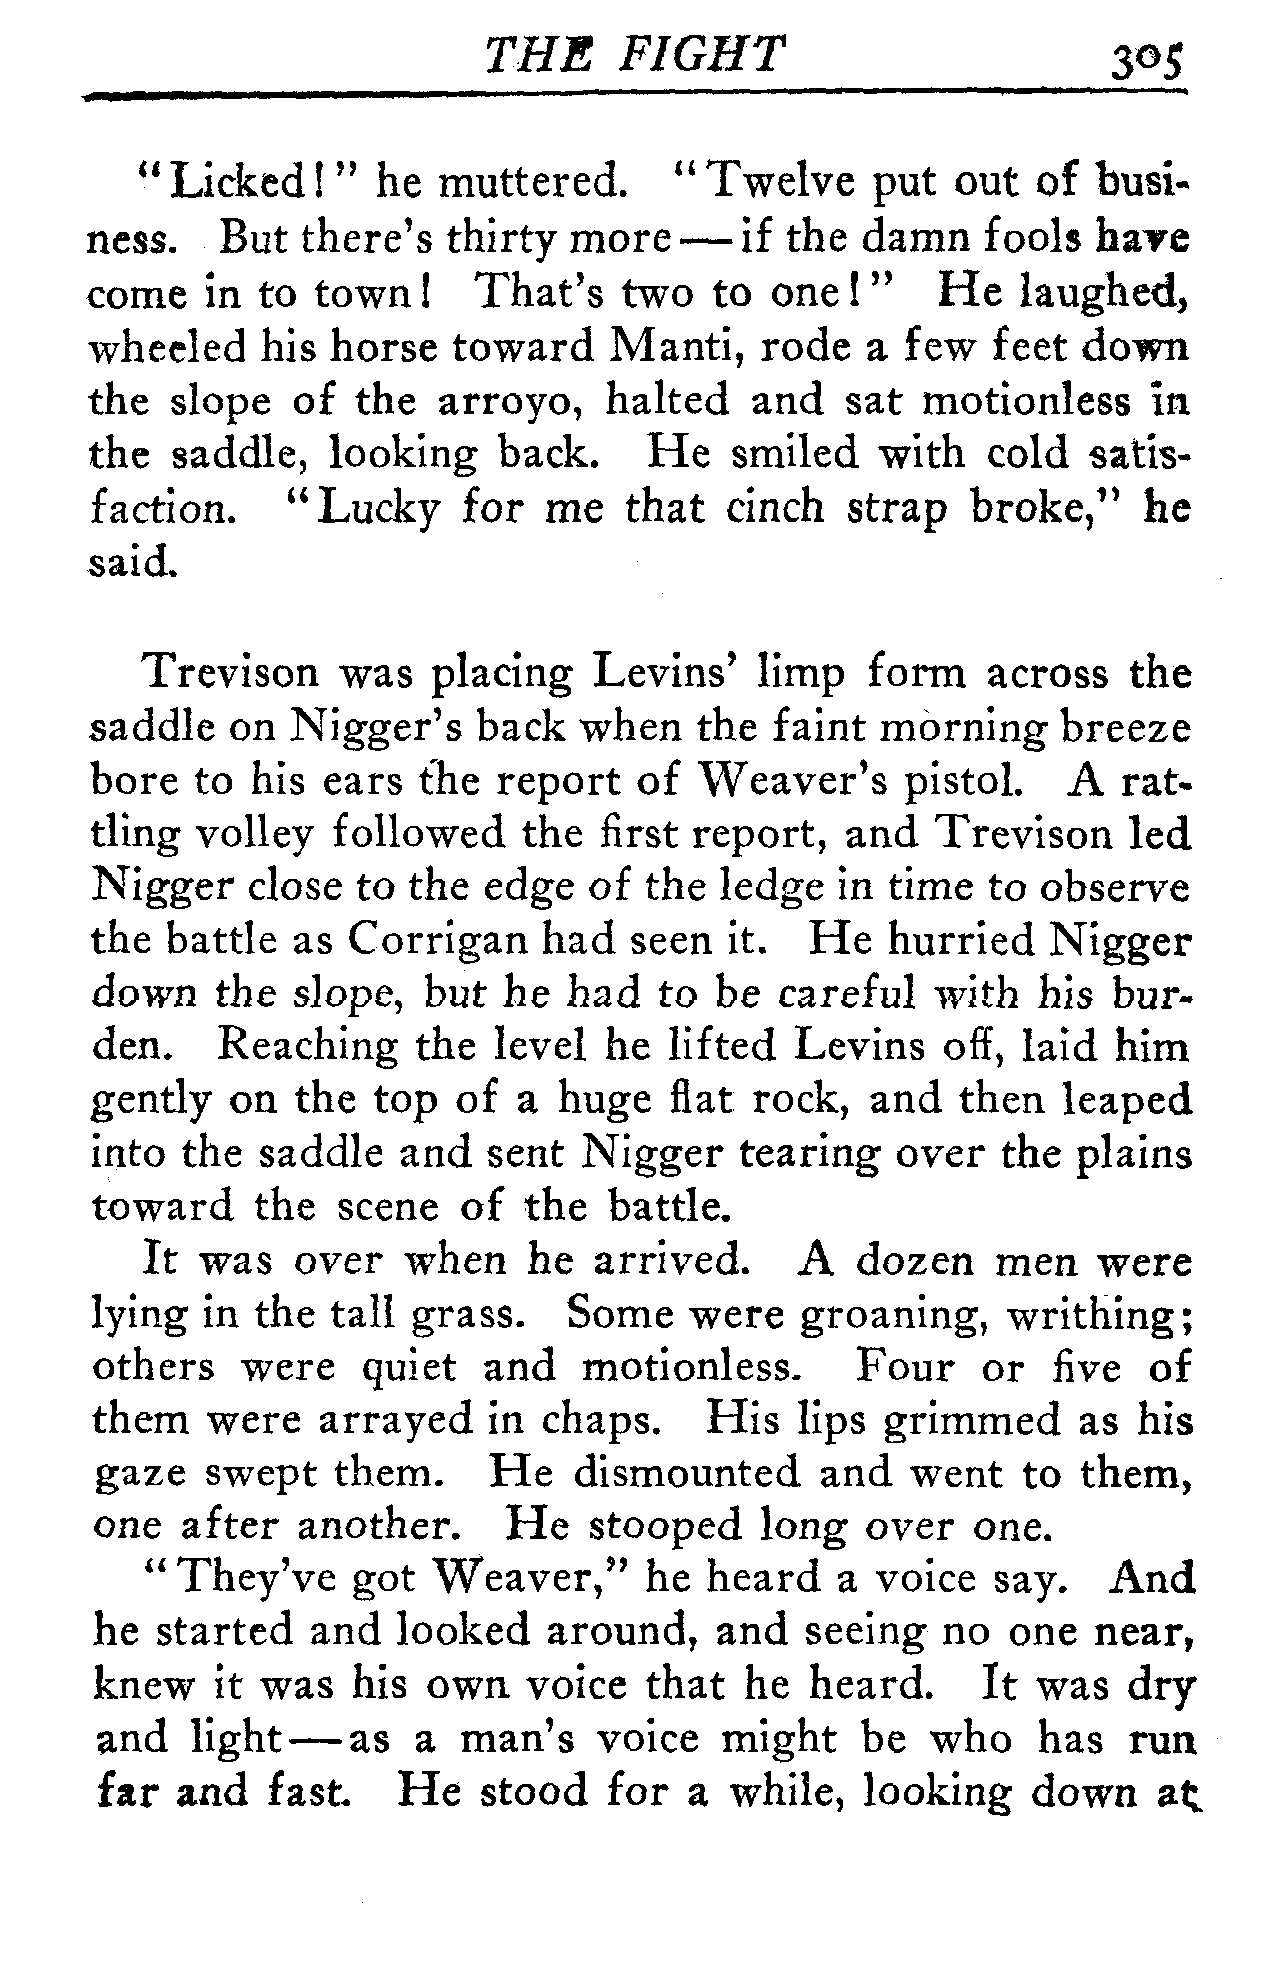 THE FIGHT 305
"Licked!" he muttered. "Twelve put out of busi-
ness. But there's thirty more—if the damn fools have
come in to town! That's two to one!" He laughed,
wheeled his horse toward Manti, rode a few feet down
the slope of the arroyo, halted and sat motionless in
the saddle, looking back. He smiled with cold satis-
faction. "Lucky for me that cinch strap broke," he
said.
Trevison was placing Levins' limp form across the
saddle on Nigger's back when the faint morning breeze
bore to his ears the report of Weaver's pistol. A rat-
tling volley followed the first report, and Trevison led
Nigger close to the edge of the ledge in time to observe
the battle as Corrigan had seen it. He hurried Nigger
down the slope, but he had to be careful with his bur-
den. Reaching the level he lifted Levins off, laid him
gently on the top of a huge flat rock, and then leaped
into the saddle and sent Nigger tearing over the plains
toward the scene of the battle.
It was over when he arrived. A dozen men were
lying in the tall grass. Some were groaning, writhing;
others were quiet and motionless. Four or five of
them were arrayed in chaps. His lips grimmed as his
gaze swept them. He dismounted and went to them,
one after another. He stooped long over one.
"They've got Weaver," he heard a voice say. And
he started and looked around, and seeing no one near,
knew it was his own voice that he heard. It was dry
and light—as a man's voice might be who has run
far and fast. He stood for a while, looking down at